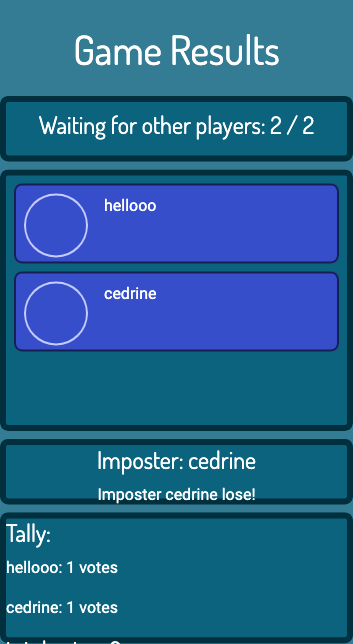 Game Results
Waiting for other players: 2 / 2
hellooo
cedrine
Imposter: cedrine
Imposter cedrine lose!
Tally:
hellooo: 1 votes
cedrine: 1 votes